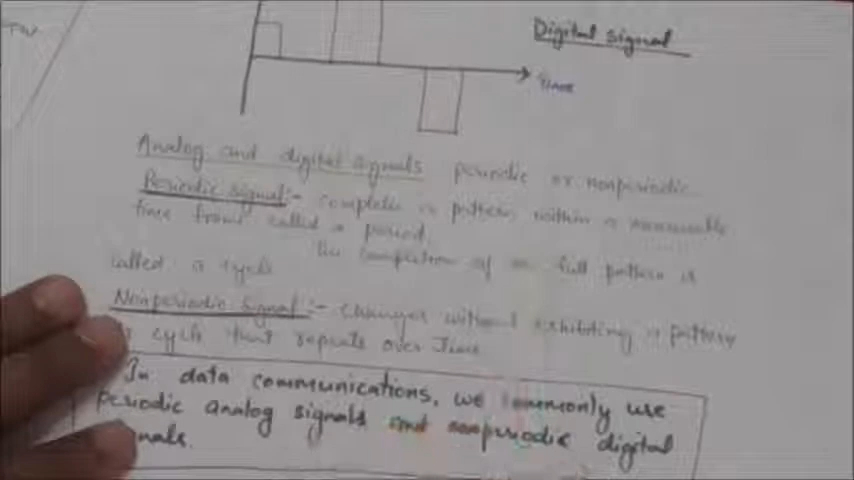 Digital signal
Time
Analog and digital signals periodic or nonperiodic
Periodic signal:- complete a pattern within a measurable
time frame called a period.
The completion of one full pattern is
called a cycle
Nonperiodic signal:- changes without exhibiting a pattern
cycle that repeats over Time
In data communications, we commonly use
periodic analog signals and nonperiodic digital